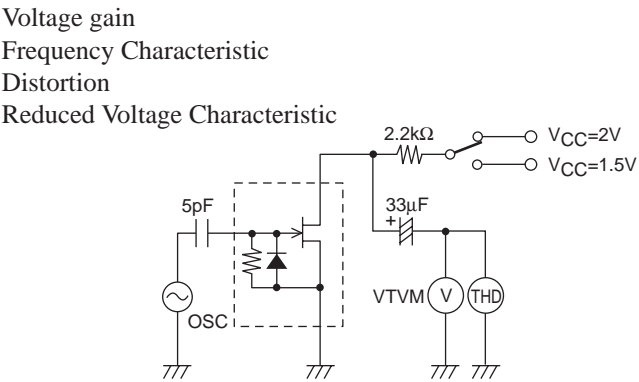 Voltage gain
Frequency Characteristic
Distortion
Reduced Voltage Characteristic
2.2kΩ
VCC=2V
VCC=1.5V
5pF
33μF
+
VTVM
V
THD
OSC